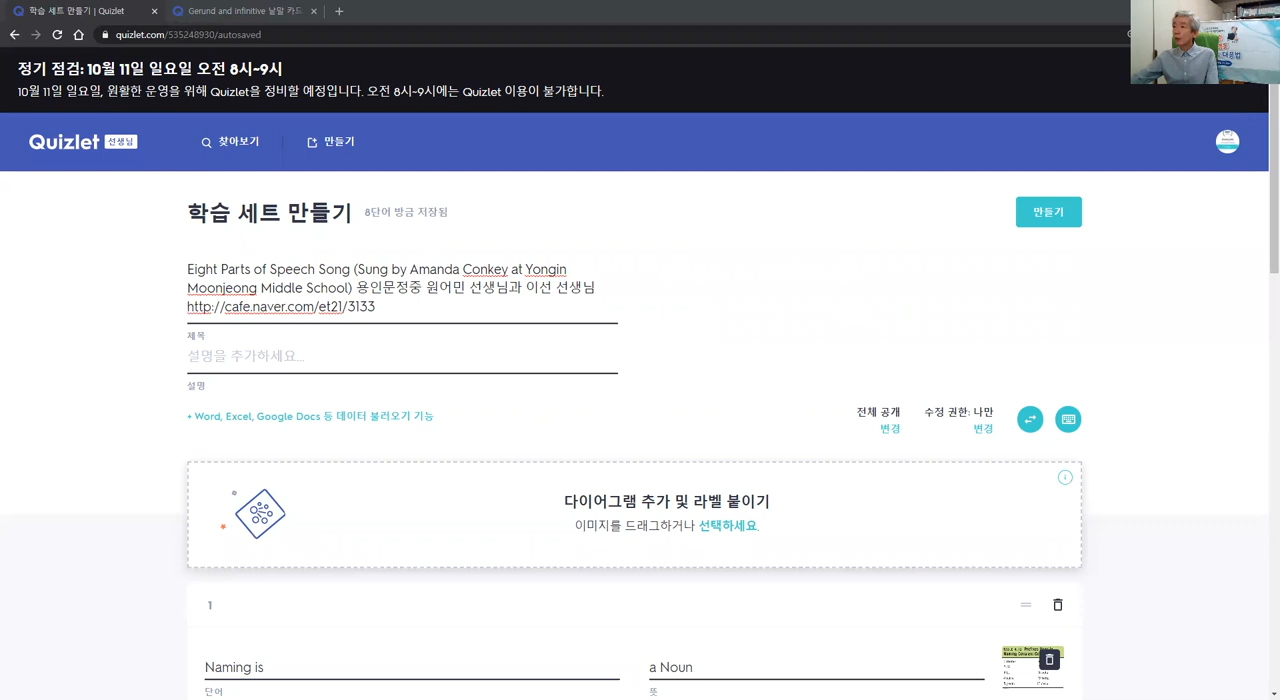 학습 세트 만들기 | Quizlet
Gerund and infinitive 낱말 카드
quizlet.com/535248930/autosaved
정기 점검: 10월 11일 일요일 오전 8시~9시
10월 11일 일요일, 원활한 운영을 위해 Quizlet을 정비할 예정입니다. 오전 8시~9시에는 Quizlet 이용이 불가합니다.
Quizlet 선생님 찾아보기 만들기
학습 세트 만들기 8단어 방금 저장됨 만들기
Eight Parts of Speech Song (Sung by Amanda Conkey at Yongin
Moonjeong Middle School) 용인문정중 원어민 선생님과 이선 선생님
http://cafe.naver.com/et21/3133
제목
설명을 추가하세요...
설명
+ Word, Excel, Google Docs 등 데이터 불러오기 기능
전체 공개 수정 권한: 나만
변경 변경
다이어그램 추가 및 라벨 붙이기
이미지를 드래그하거나 선택하세요.
1
Naming is a Noun
단어 뜻